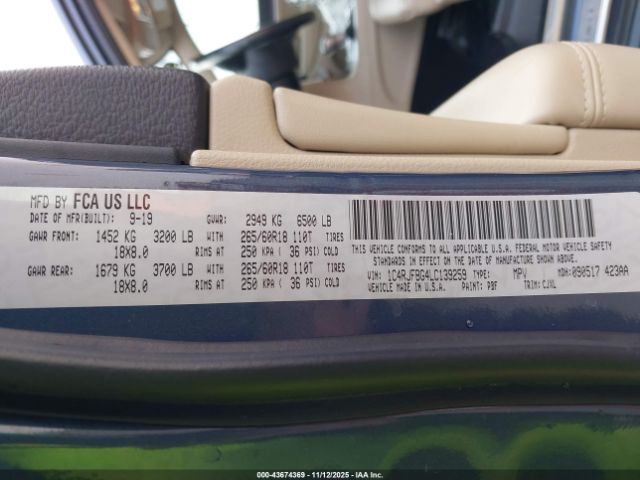 MFD BY FCA US LLC
DATE OF MFR(BUILT): 9-19 GVWR: 2949 KG 6500 LB
GAWR FRONT: 1452 KG 3200 LB WITH 265/60R18 110T TIRES
18X8.0 RIMS AT 250 KPA ( 36 PSI) COLD
GAWR REAR: 1679 KG 3700 LB WITH 265/60R18 110T TIRES
18X8.0 RIMS AT 250 KPA ( 36 PSI) COLD
THIS VEHICLE CONFORMS TO ALL APPLICABLE U.S.A. FEDERAL MOTOR VEHICLE SAFETY
STANDARDS IN EFFECT ON THE DATE OF MANUFACTURE SHOWN ABOVE.
VIN: 1C4RJFBG4LC139259 TYPE: MPV MDH: 090517 423AA
VEHICLE MADE IN U.S.A. PAINT: PBF TRIM: CJXL
000-43674369 11/12/2025 IAA Inc.